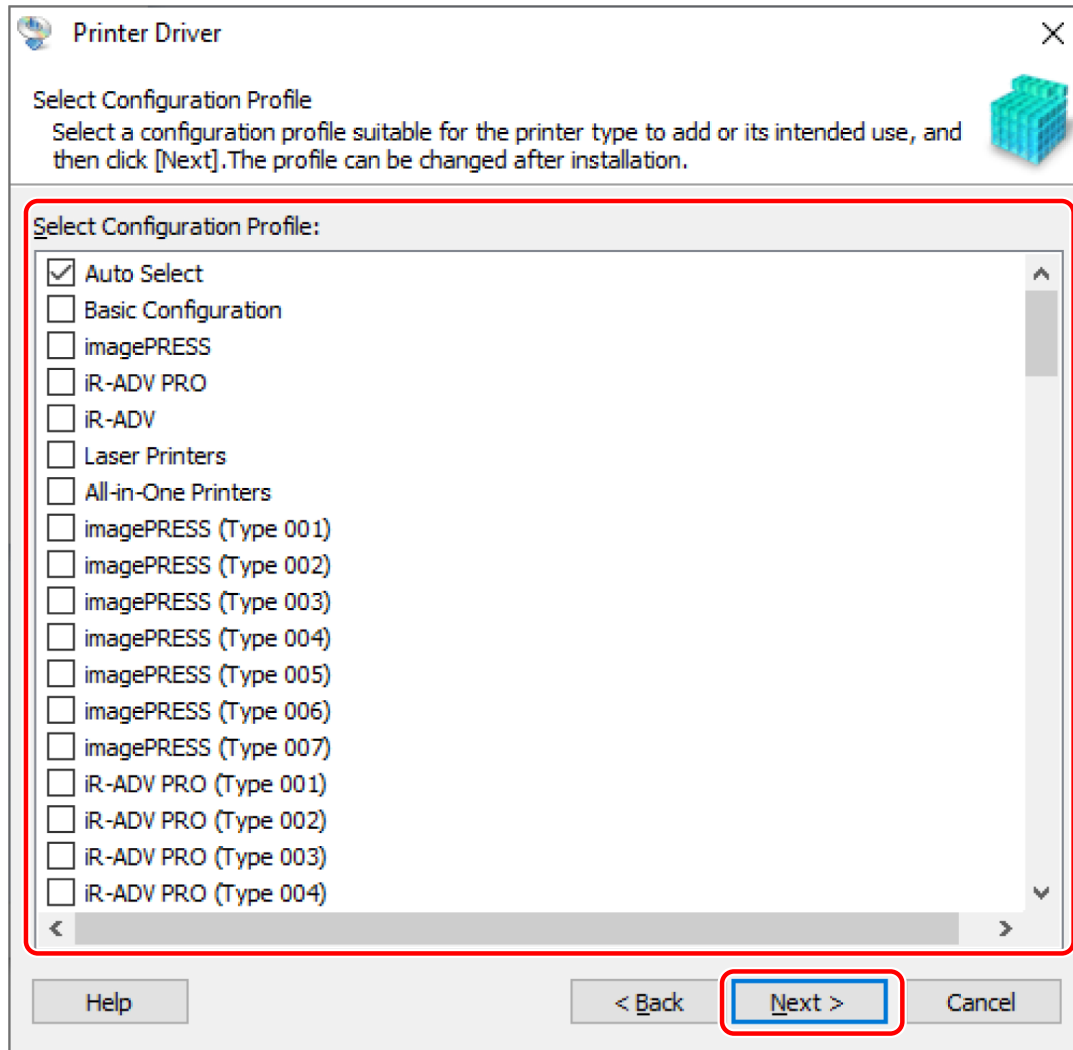 Printer Driver
Select Configuration Profile
Select a configuration profile suitable for the printer type to add or its intended use, and
then click [Next].The profile can be changed after installation.
Select Configuration Profile:
Auto Select
Basic Configuration
imagePRESS
iR-ADV PRO
iR-ADV
Laser Printers
All-in-One Printers
imagePRESS (Type 001)
imagePRESS (Type 002)
imagePRESS (Type 003)
imagePRESS (Type 004)
imagePRESS (Type 005)
imagePRESS (Type 006)
imagePRESS (Type 007)
iR-ADV PRO (Type 001)
iR-ADV PRO (Type 002)
iR-ADV PRO (Type 003)
iR-ADV PRO (Type 004)
Help < Back Next > Cancel